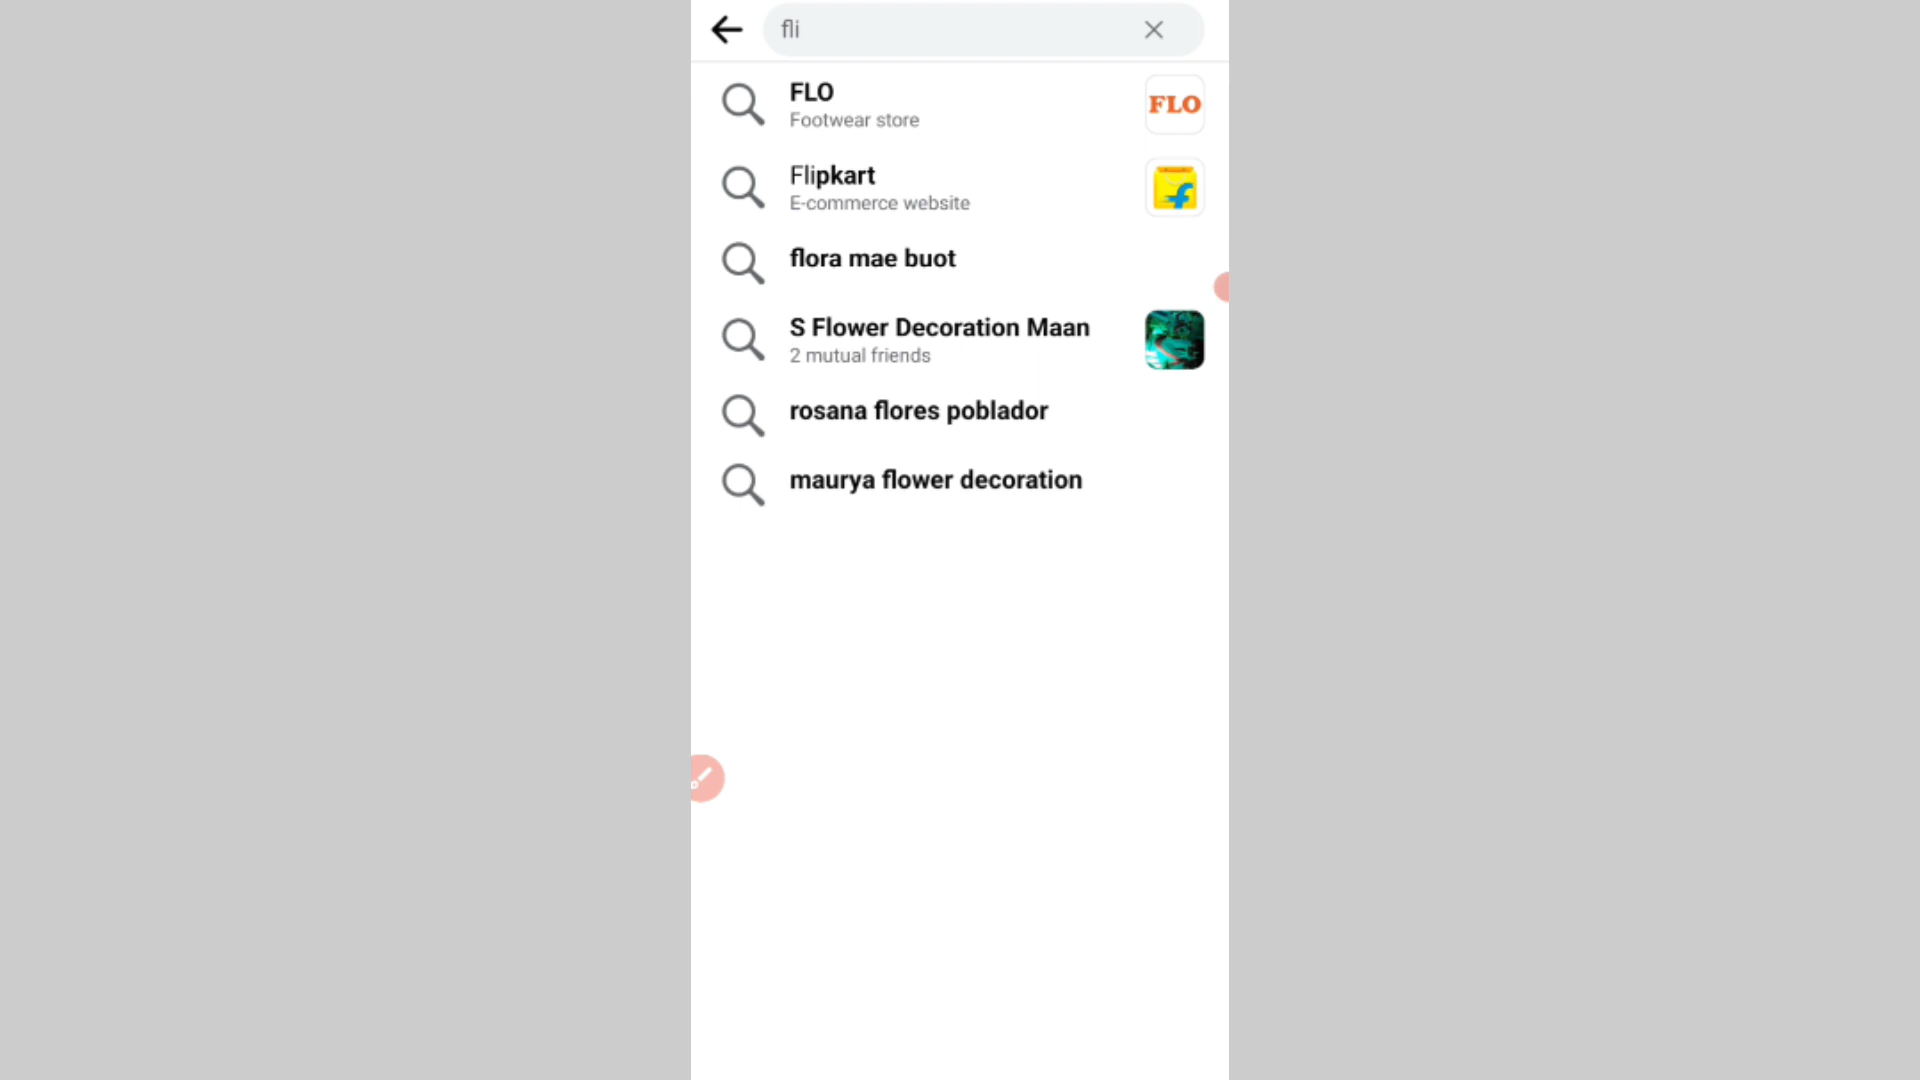 fli
FLO
Footwear store
FLO
Flipkart
E-commerce website
flora mae buot
S Flower Decoration Maan
2 mutual friends
rosana flores poblador
maurya flower decoration